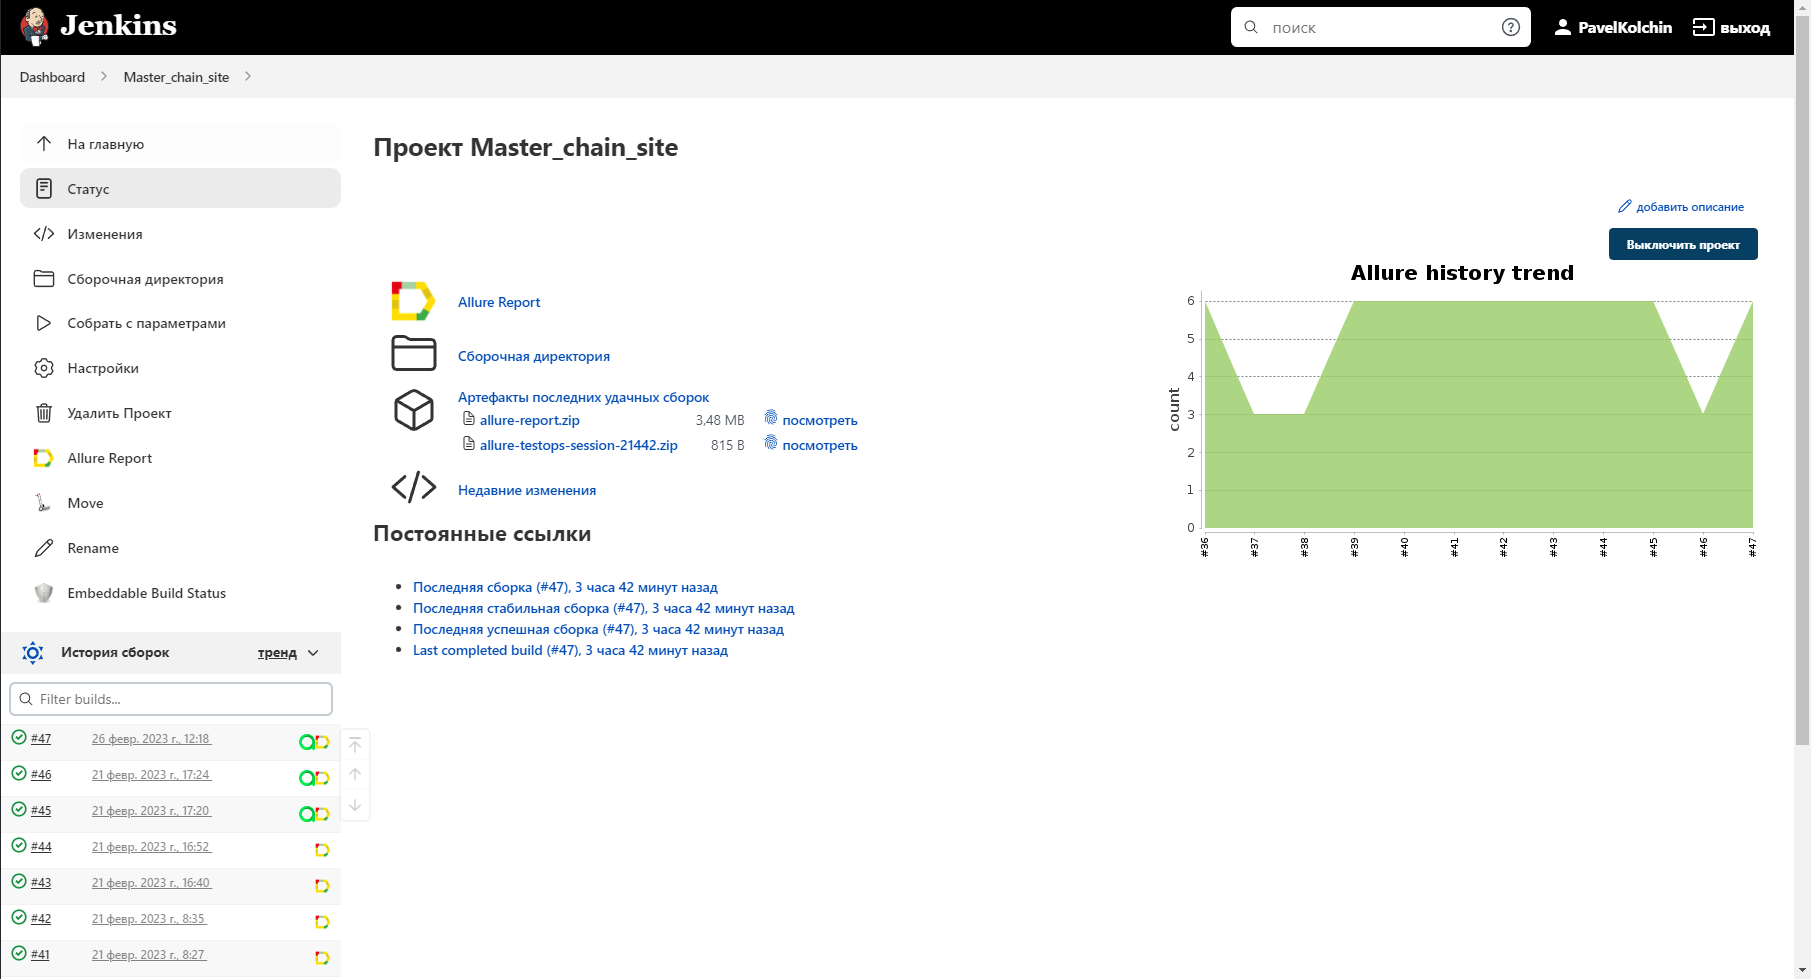 Jenkins
поиск
PavelKolchin
выход
Dashboard
Master_chain_site
На главную
Статус
Изменения
Сборочная директория
Собрать с параметрами
Настройки
Удалить Проект
Allure Report
Move
Rename
Embeddable Build Status
История сборок тренд
Filter builds...
#47 26 февр. 2023 г., 12:18
#46 21 февр. 2023 г., 17:24
#45 21 февр. 2023 г., 17:20
#44 21 февр. 2023 г., 16:52
#43 21 февр. 2023 г., 16:40
#42 21 февр. 2023 г., 8:35
#41 21 февр. 2023 г., 8:27
Проект Master_chain_site
добавить описание
Выключить проект
Allure Report
Сборочная директория
Артефакты последних удачных сборок
allure-report.zip 3,48 MB посмотреть
allure-testops-session-21442.zip 815 B посмотреть
Недавние изменения
Постоянные ссылки
Последняя сборка (#47), 3 часа 42 минут назад
Последняя стабильная сборка (#47), 3 часа 42 минут назад
Последняя успешная сборка (#47), 3 часа 42 минут назад
Last completed build (#47), 3 часа 42 минут назад
Allure history trend
count
6
5
4
3
2
1
0
#36 #37 #38 #39 #40 #41 #42 #43 #44 #45 #46 #47